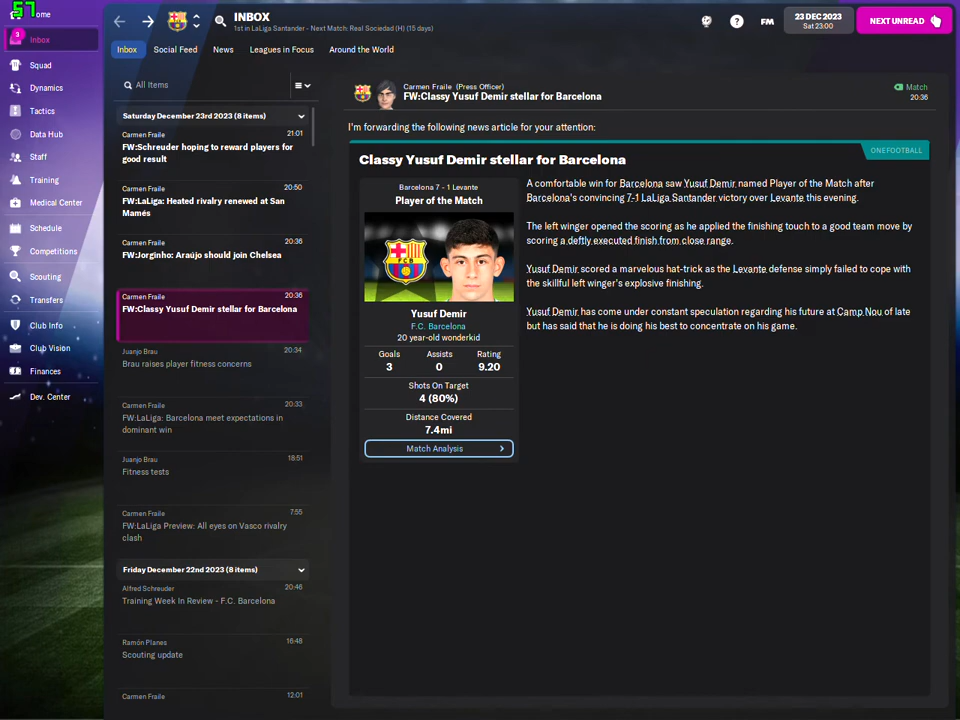 57
Home
3
Inbox
Squad
Dynamics
Tactics
Data Hub
Staff
Training
Medical Center
Schedule
Competitions
Scouting
Transfers
Club Info
Club Vision
Finances
Dev. Center
INBOX
1st in LaLiga Santander - Next Match: Real Sociedad (H) (15 days)
?
FM
23 DEC 2023
Sat 23:00
NEXT UNREAD
Inbox
Social Feed
News
Leagues in Focus
Around the World
All Items
Saturday December 23rd 2023 (8 items)
Carmen Fraile 21:01
FW:Schreuder hoping to reward players for
good result
Carmen Fraile 20:50
FW:LaLiga: Heated rivalry renewed at San
Mamés
Carmen Fraile 20:36
FW:Jorginho: Araújo should join Chelsea
Carmen Fraile 20:36
FW:Classy Yusuf Demir stellar for Barcelona
Juanjo Brau 20:34
Brau raises player fitness concerns
Carmen Fraile 20:33
FW:LaLiga: Barcelona meet expectations in
dominant win
Juanjo Brau 18:51
Fitness tests
Carmen Fraile 7:55
FW:LaLiga Preview: All eyes on Vasco rivalry
clash
Friday December 22nd 2023 (8 items)
Alfred Schreuder 20:46
Training Week In Review - F.C. Barcelona
Ramón Planes 16:48
Scouting update
Carmen Fraile 12:01
Carmen Fraile (Press Officer)
FW:Classy Yusuf Demir stellar for Barcelona
Match
20:36
I'm forwarding the following news article for your attention:
ONEFOOTBALL
Classy Yusuf Demir stellar for Barcelona
Barcelona 7 - 1 Levante
Player of the Match
FCB
Yusuf Demir
F.C. Barcelona
20 year-old wonderkid
Goals Assists Rating
3 0 9.20
Shots On Target
4 (80%)
Distance Covered
7.4mi
Match Analysis
A comfortable win for Barcelona saw Yusuf Demir named Player of the Match after
Barcelona's convincing 7-1 LaLiga Santander victory over Levante this evening.
The left winger opened the scoring as he applied the finishing touch to a good team move by
scoring a deftly executed finish from close range.
Yusuf Demir scored a marvelous hat-trick as the Levante defense simply failed to cope with
the skillful left winger's explosive finishing.
Yusuf Demir has come under constant speculation regarding his future at Camp Nou of late
but has said that he is doing his best to concentrate on his game.